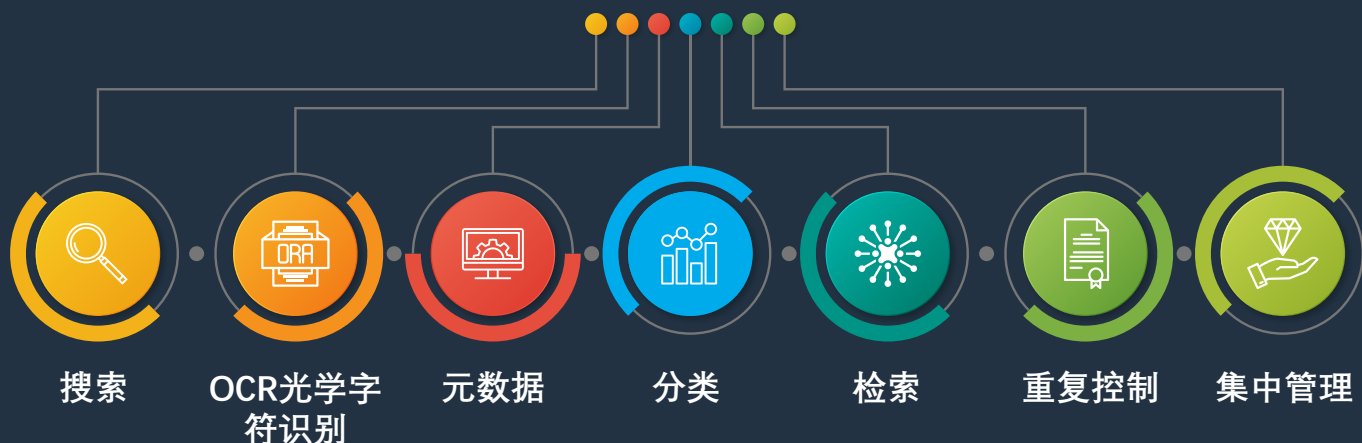 ORA
搜索
OCR光学字
符识别
元数据
分类
检索
重复控制
集中管理